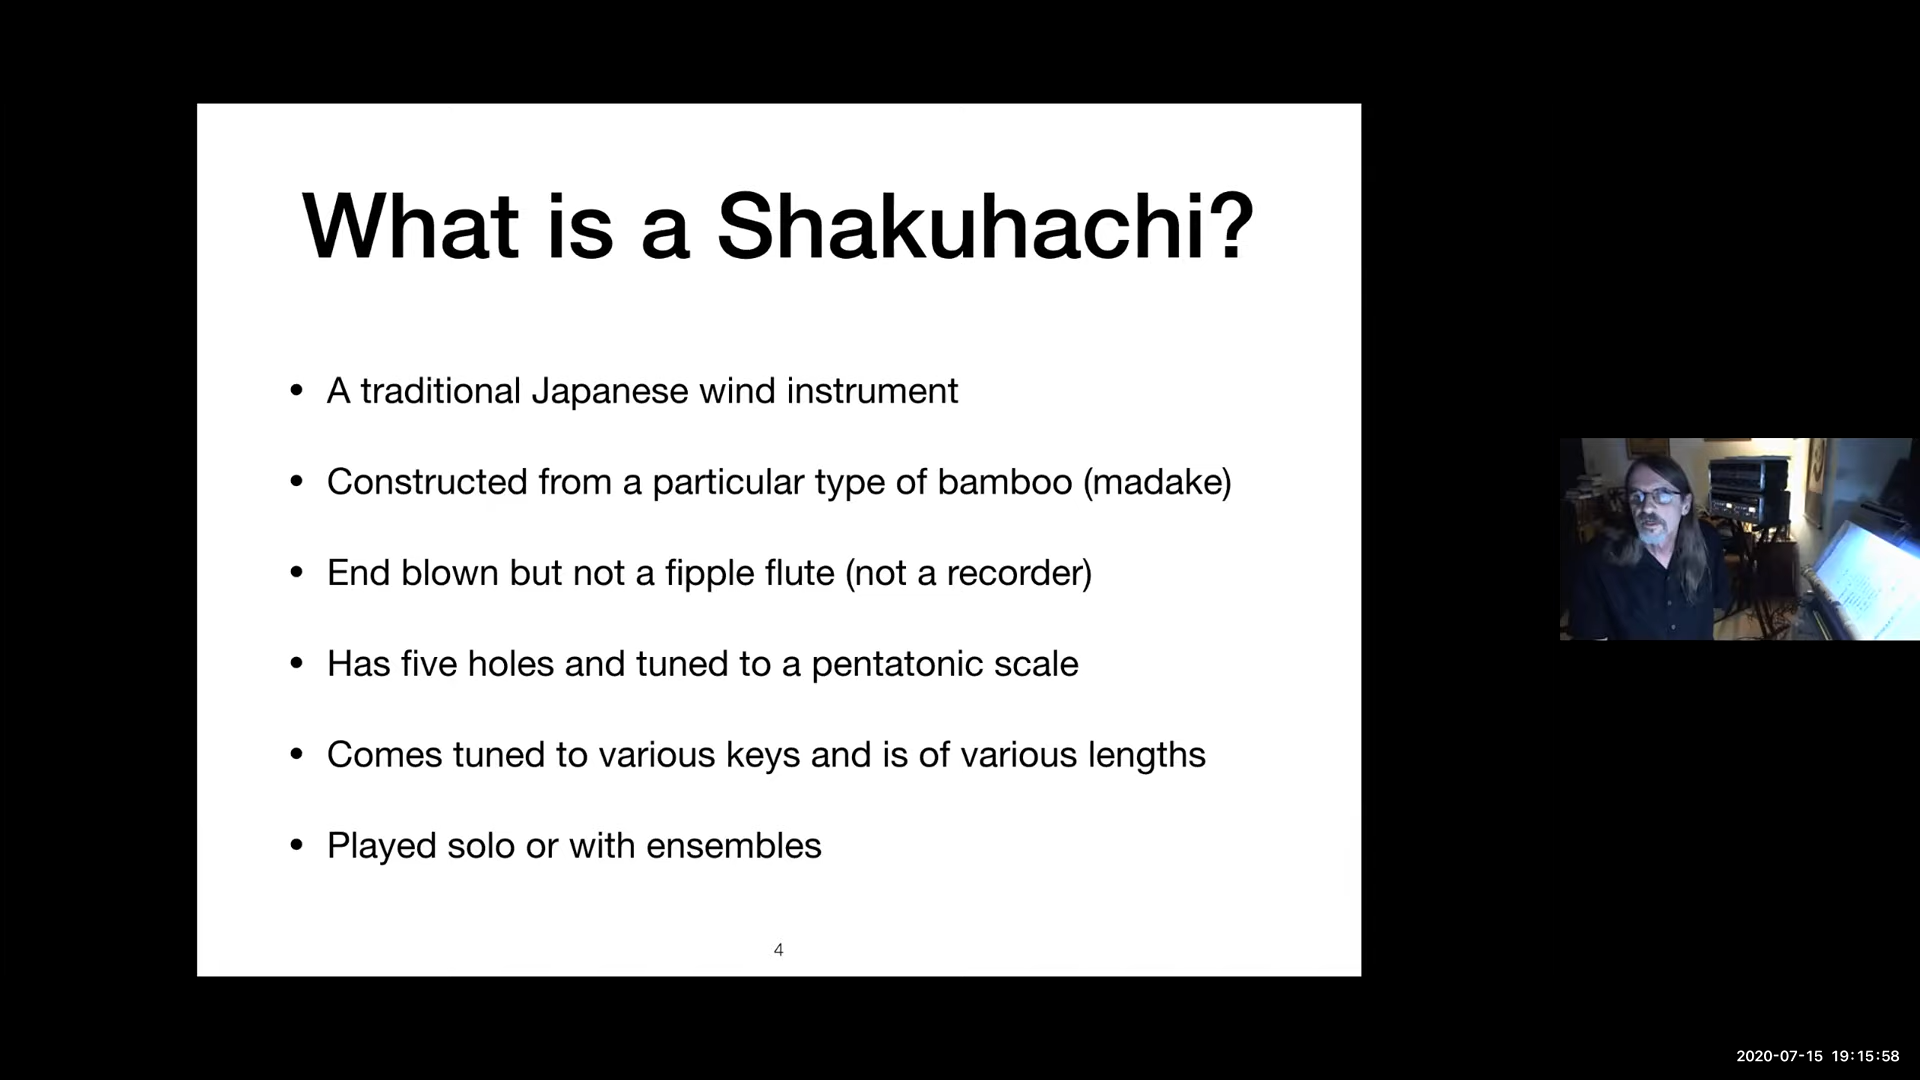 What is a Shakuhachi?
• A traditional Japanese wind instrument
• Constructed from a particular type of bamboo (madake)
• End blown but not a fipple flute (not a recorder)
• Has five holes and tuned to a pentatonic scale
• Comes tuned to various keys and is of various lengths
• Played solo or with ensembles
4
2020-07-15 19:15:58